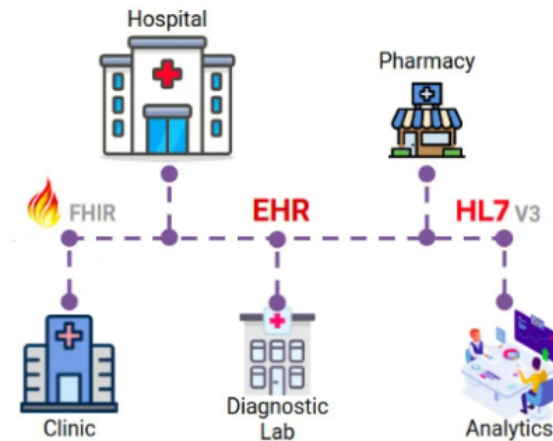 Hospital
Pharmacy
FHIR
EHR
HL7 V3
Clinic
Diagnostic
Lab
Analytics